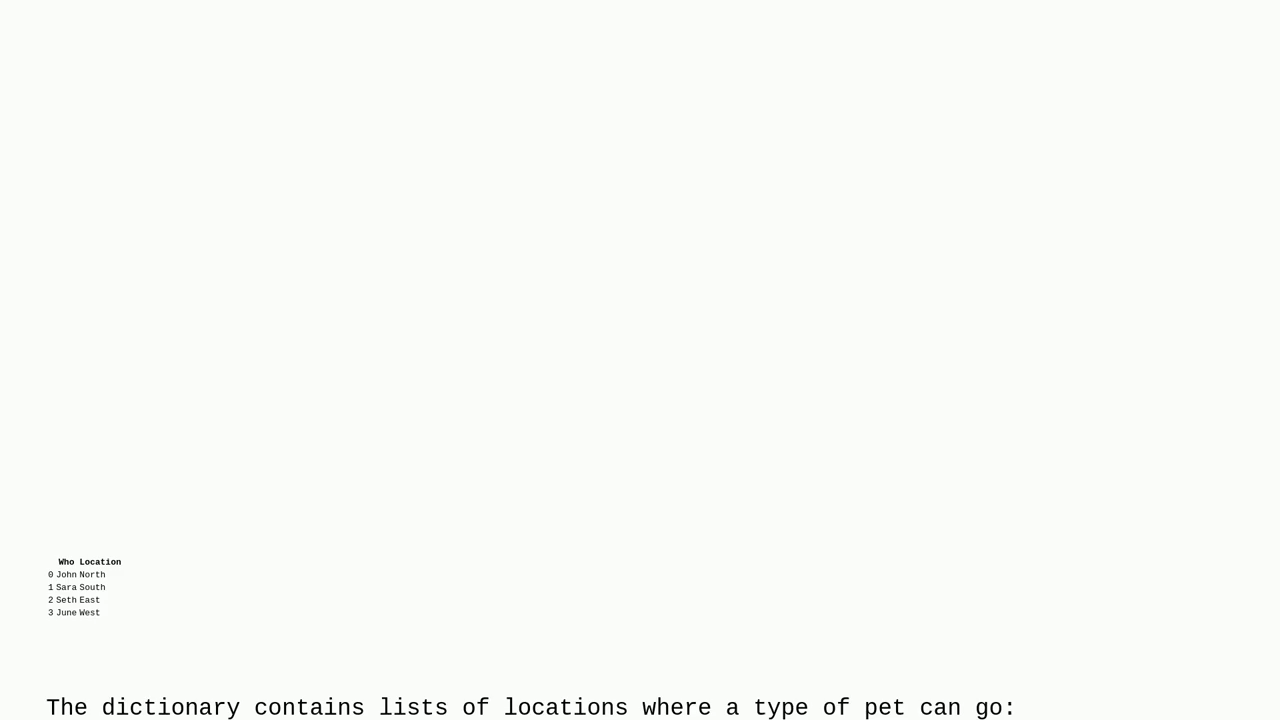 Who Location
0 John North
1 Sara South
2 Seth East
3 June West
The dictionary contains lists of locations where a type of pet can go: